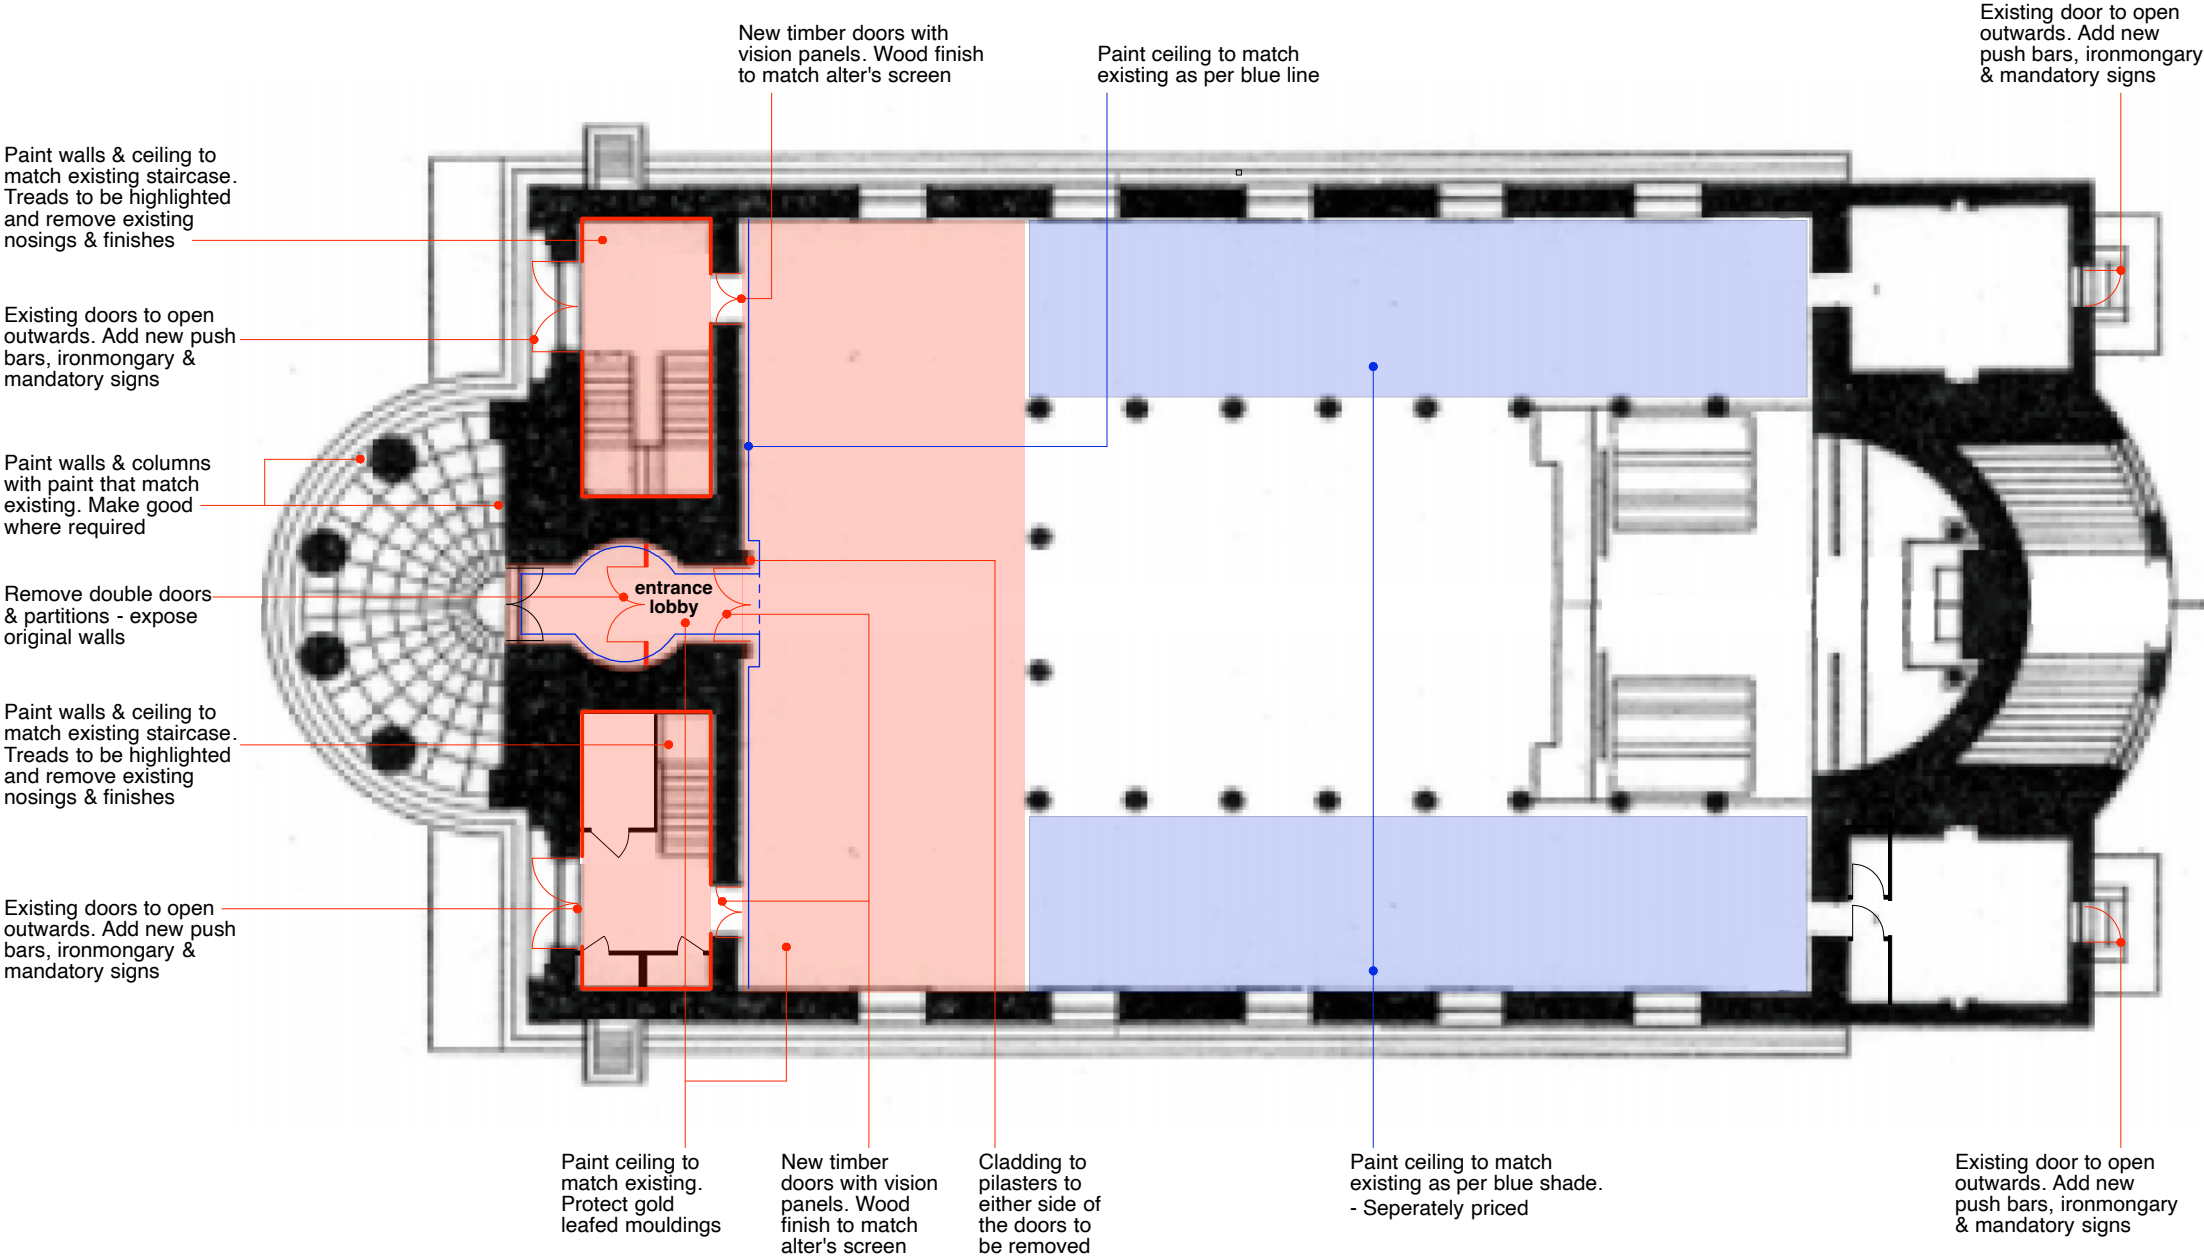 New timber doors with
vision panels. Wood finish
to match alter's screen
Paint ceiling to match
existing as per blue line
Existing door to open
outwards. Add new
push bars, ironmongary
& mandatory signs
Paint walls & ceiling to
match existing staircase.
Treads to be highlighted
and remove existing
nosings & finishes
Existing doors to open
outwards. Add new push
bars, ironmongary &
mandatory signs
Paint walls & columns
with paint that match
existing. Make good
where required
Remove double doors
& partitions - expose
original walls
entrance
lobby
Paint walls & ceiling to
match existing staircase.
Treads to be highlighted
and remove existing
nosings & finishes
Existing doors to open
outwards. Add new push
bars, ironmongary &
mandatory signs
Paint ceiling to
match existing.
Protect gold
leafed mouldings
New timber
doors with vision
panels. Wood
finish to match
alter's screen
Cladding to
pilasters to
either side of
the doors to
be removed
Paint ceiling to match
existing as per blue shade.
- Seperately priced
Existing door to open
outwards. Add new
push bars, ironmongary
& mandatory signs